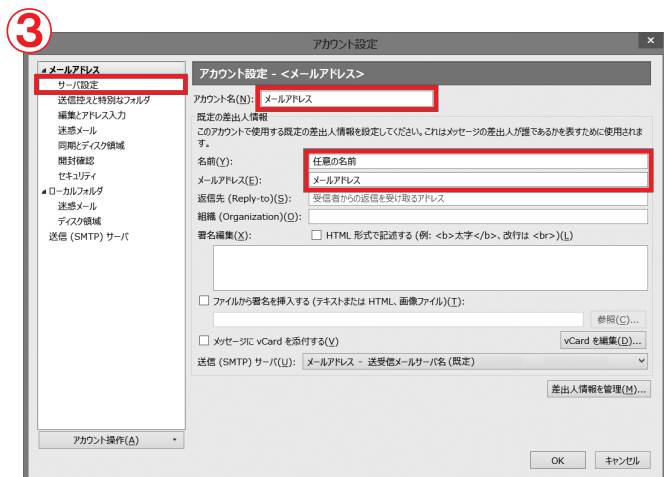 ③
アカウント設定
×
メールアドレス
サーバ設定
送信控えと特別なフォルダ
編集とアドレス入力
迷惑メール
同期とディスク領域
開封確認
セキュリティ
ローカルフォルダ
迷惑メール
ディスク領域
送信 (SMTP) サーバ
アカウント操作(A)
アカウント設定 - <メールアドレス>
アカウント名(N): メールアドレス
既定の差出人情報
このアカウントで使用する既定の差出人情報を設定してください。これはメッセージの差出人が誰であるかを表すために使用されま
す。
名前(Y): 任意の名前
メールアドレス(E): メールアドレス
返信先 (Reply-to)(S): 受信者からの返信を受け取るアドレス
組織 (Organization)(O):
署名編集(X): HTML 形式で記述する (例: <b>太字</b>、改行は <br>)(L)
ファイルから署名を挿入する (テキストまたは HTML、画像ファイル)(T):
参照(C)...
メッセージに vCard を添付する(V) vCard を編集(D)...
送信 (SMTP) サーバ(U): メールアドレス - 送受信メールサーバ名 (既定)
差出人情報を管理(M)...
OK キャンセル